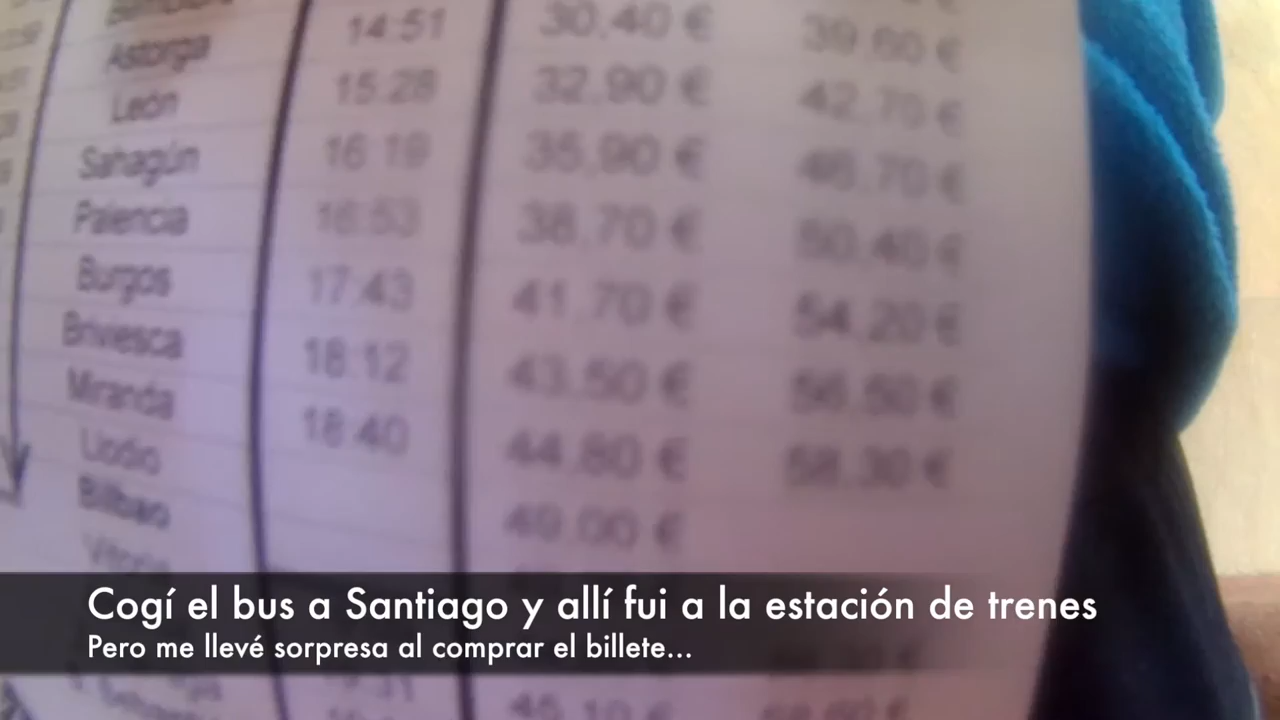 14:51 30,40 € 39,60 €
Astorga 15:28 32,90 € 42,70 €
León 16:19 35,90 € 46,70 €
Sahagún 16:53 38,70 € 50,40 €
Palencia 17:43 41,70 € 54,20 €
Burgos 18:12 43,50 € 56,50 €
Briviesca 18:40 44,80 € 58,30 €
Miranda 49,00 €
Llodio
Bilbao
Cogí el bus a Santiago y allí fui a la estación de trenes
Pero me llevé sorpresa al comprar el billete...
45,10 €